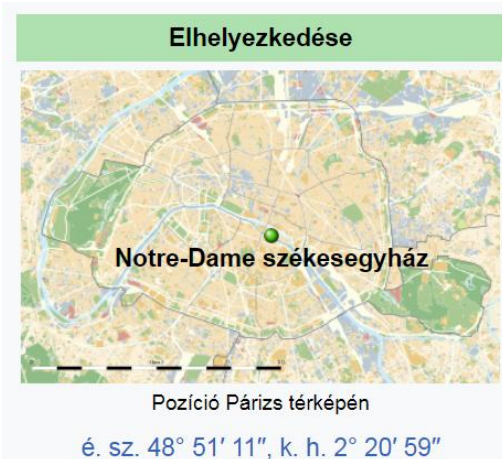 Elhelyezkedése
Notre-Dame székesegyház
Pozíció Párizs térképén
é. sz. 48° 51′ 11″, k. h. 2° 20′ 59″